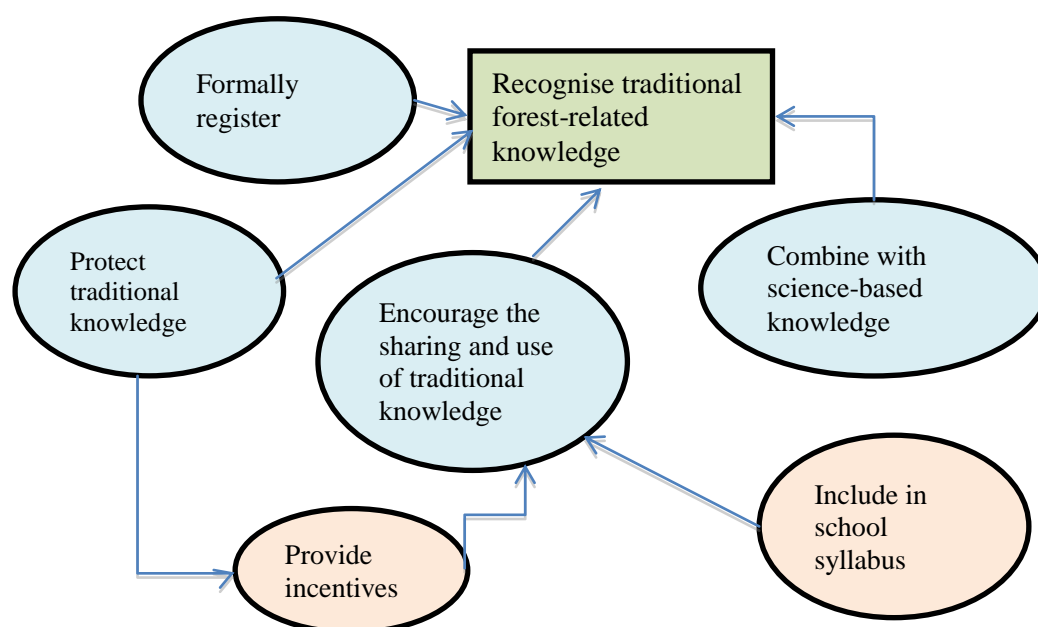 Formally
register
Recognise traditional
forest-related
knowledge
Protect
traditional
knowledge
Encourage the
sharing and use
of traditional
knowledge
Combine with
science-based
knowledge
Provide
incentives
Include in
school
syllabus